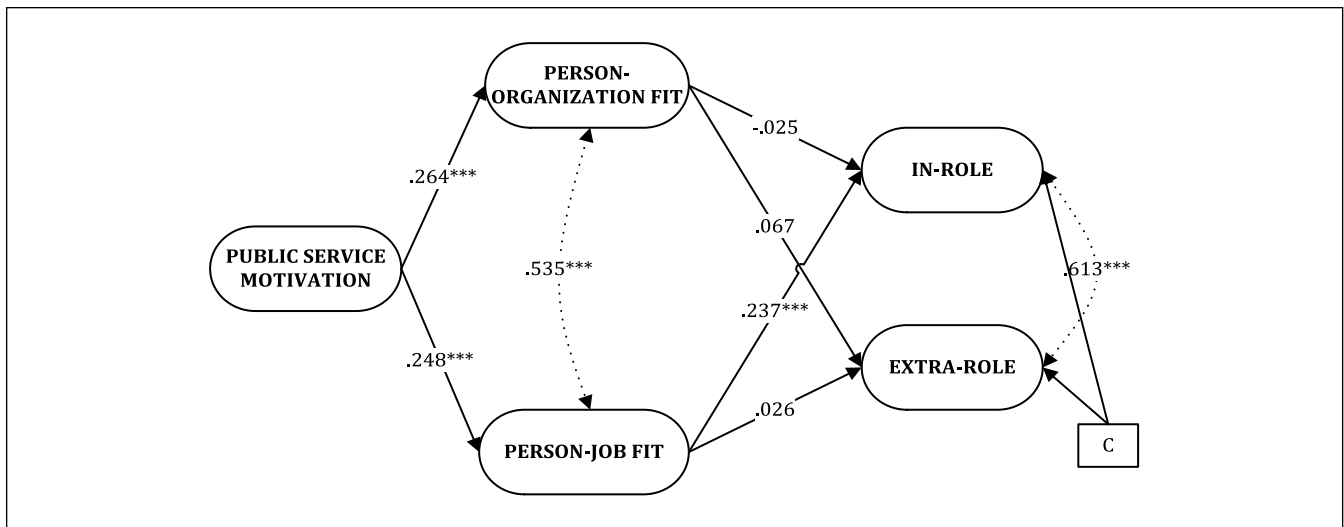 PERSON-
ORGANIZATION FIT
-.025
IN-ROLE
.264***
.067
PUBLIC SERVICE
MOTIVATION
.535***
.613***
.237***
.248***
EXTRA-ROLE
.026
PERSON-JOB FIT
C